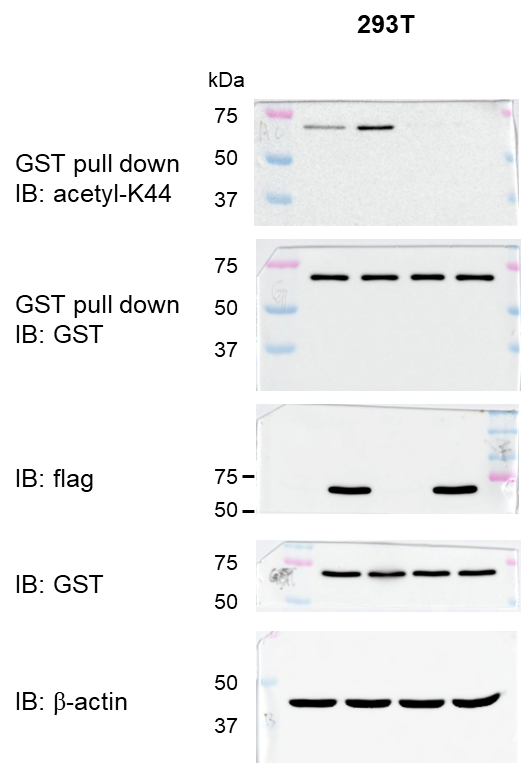 293T
kDa
75
50
37
GST pull down
IB: acetyl-K44
75
50
37
GST pull down
IB: GST
75
50
IB: flag
75
50
IB: GST
50
37
IB: β-actin